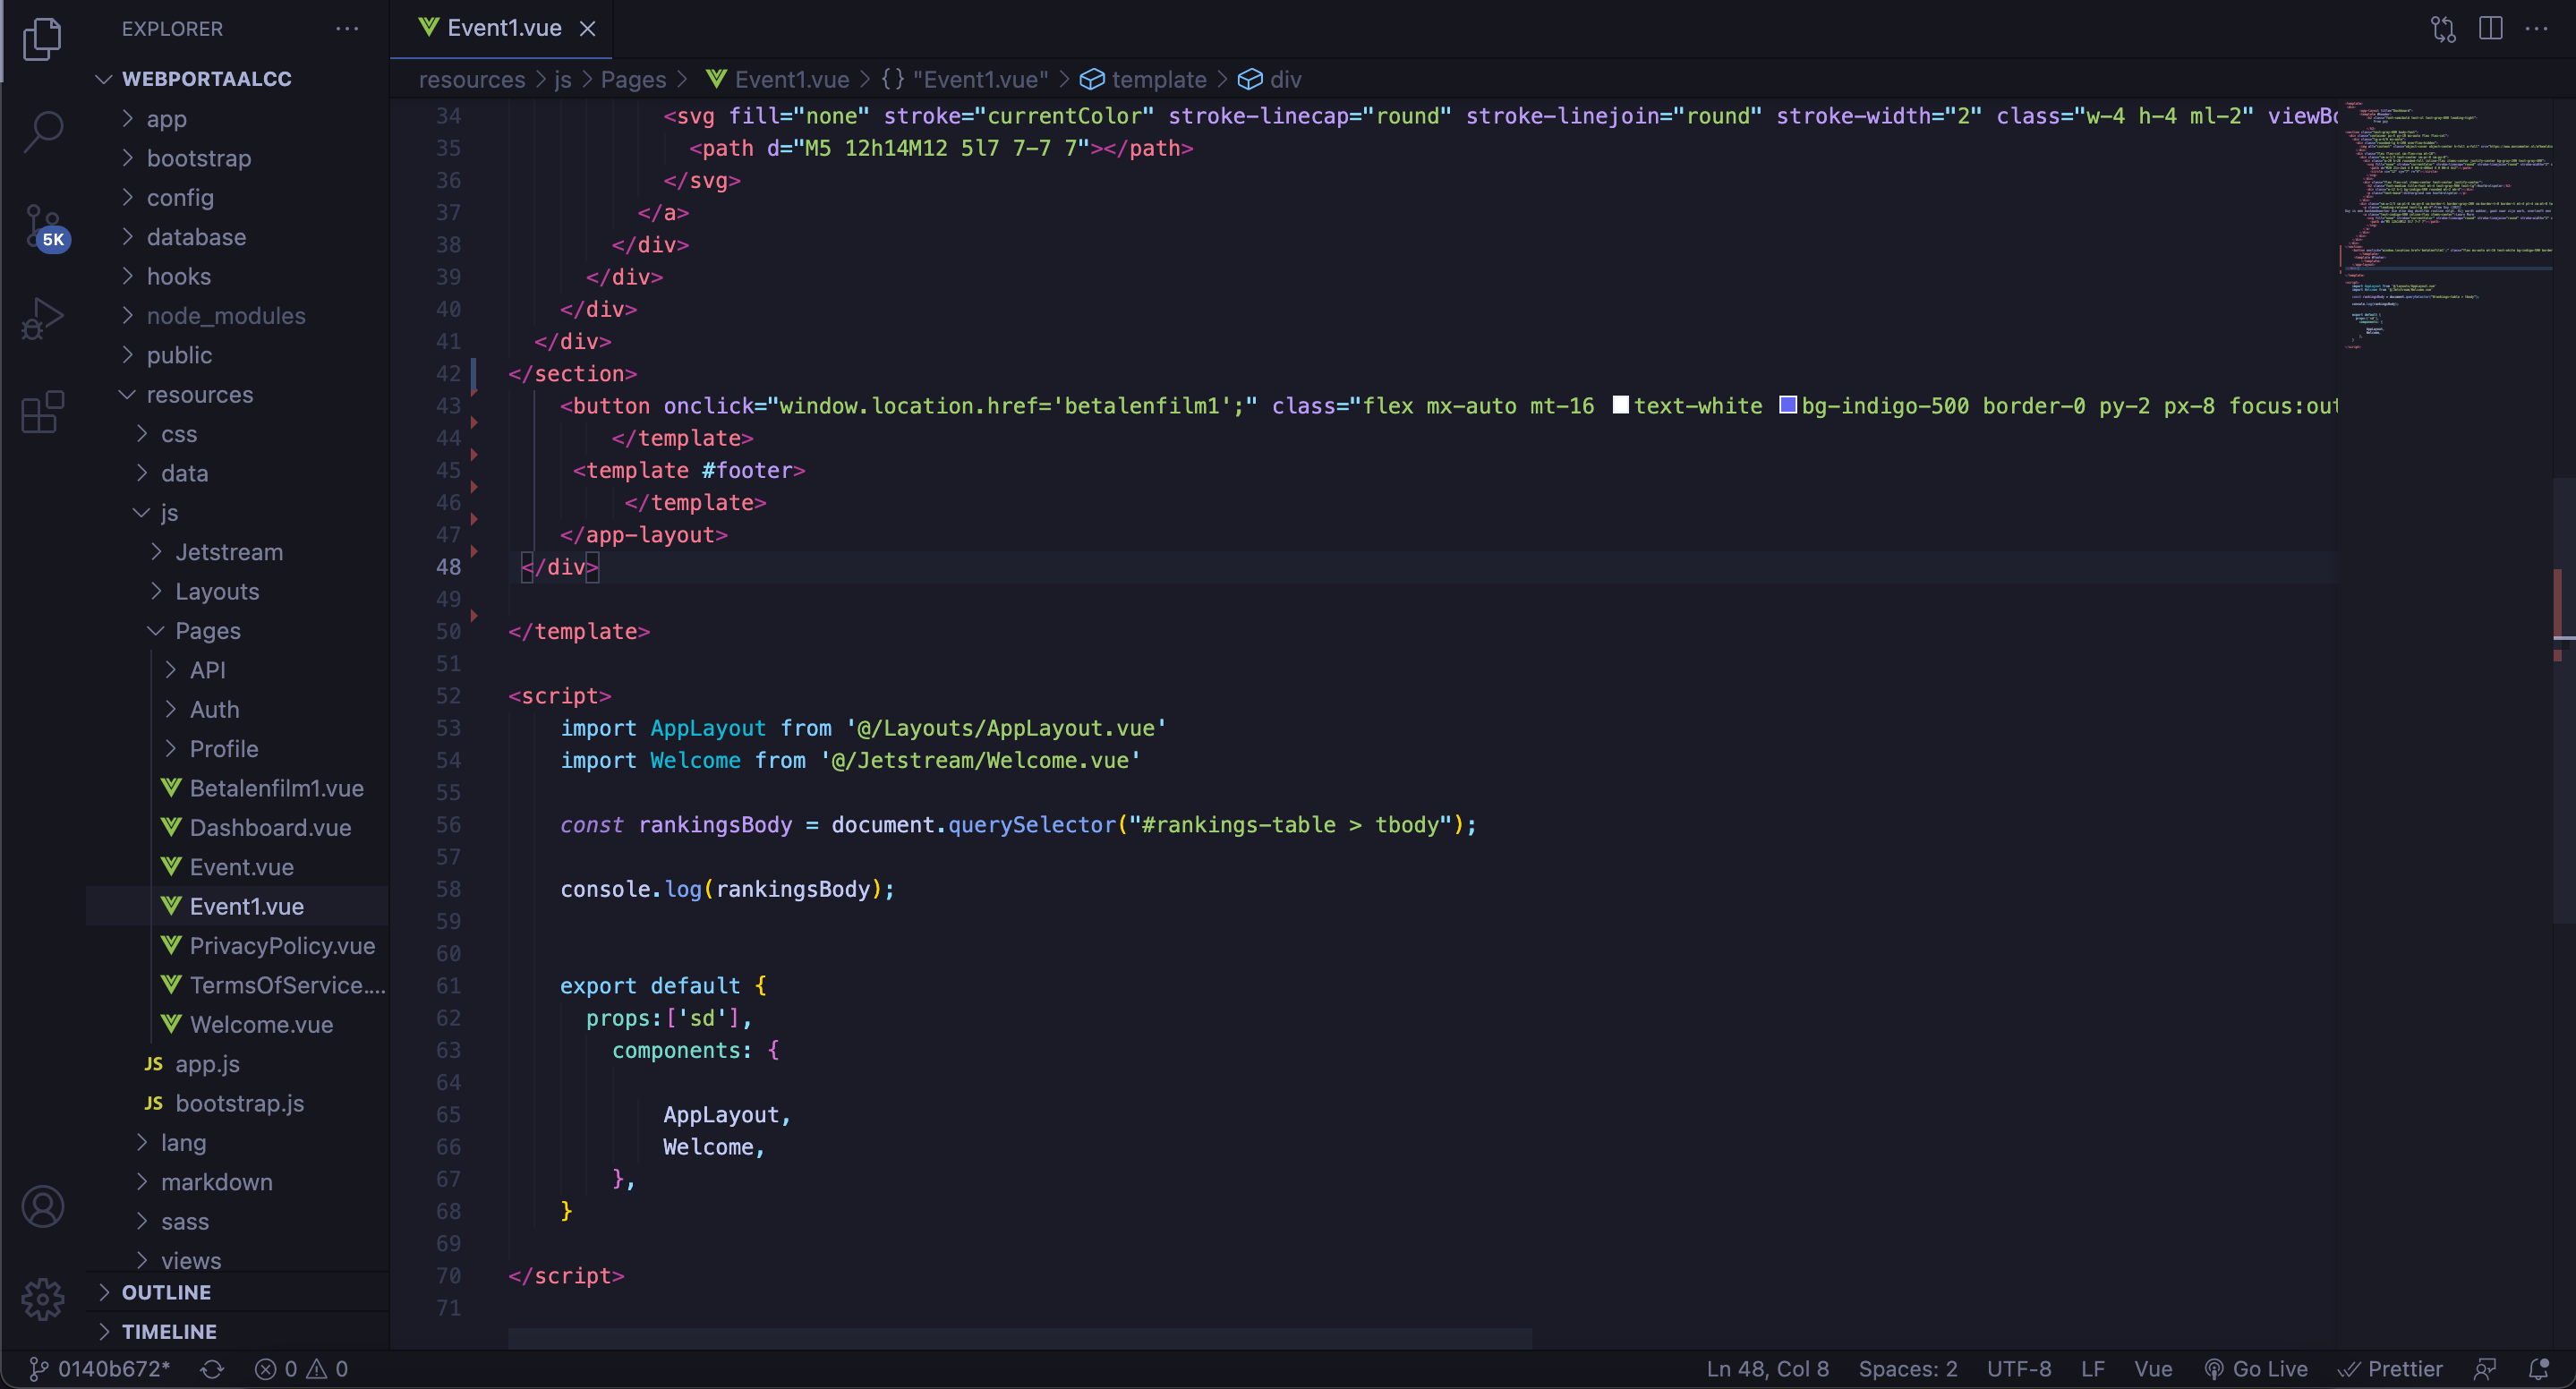 EXPLORER
WEBPORTAALCC
app
bootstrap
config
database
hooks
node_modules
public
resources
css
data
js
Jetstream
Layouts
Pages
API
Auth
Profile
Betalenfilm1.vue
Dashboard.vue
Event.vue
Event1.vue
PrivacyPolicy.vue
TermsOfService....
Welcome.vue
JS app.js
JS bootstrap.js
lang
markdown
sass
views
OUTLINE
TIMELINE
5K
Event1.vue
resources > js > Pages > Event1.vue > {} "Event1.vue" > template > div
34 <svg fill="none" stroke="currentColor" stroke-linecap="round" stroke-linejoin="round" stroke-width="2" class="w-4 h-4 ml-2" viewBo
35 <path d="M5 12h14M12 5l7 7-7 7"></path>
36 </svg>
37 </a>
38 </div>
39 </div>
40 </div>
41 </div>
42 </section>
43 <button onclick="window.location.href='betalenfilm1';" class="flex mx-auto mt-16 text-white bg-indigo-500 border-0 py-2 px-8 focus:out
44 </template>
45 <template #footer>
46 </template>
47 </app-layout>
48 </div>
49
50 </template>
51
52 <script>
53 import AppLayout from '@/Layouts/AppLayout.vue'
54 import Welcome from '@/Jetstream/Welcome.vue'
55
56 const rankingsBody = document.querySelector("#rankings-table > tbody");
57
58 console.log(rankingsBody);
59
60
61 export default {
62 props:['sd'],
63 components: {
64
65 AppLayout,
66 Welcome,
67 },
68 }
69
70 </script>
71
0140b672* 0 0 Ln 48, Col 8 Spaces: 2 UTF-8 LF Vue Go Live Prettier